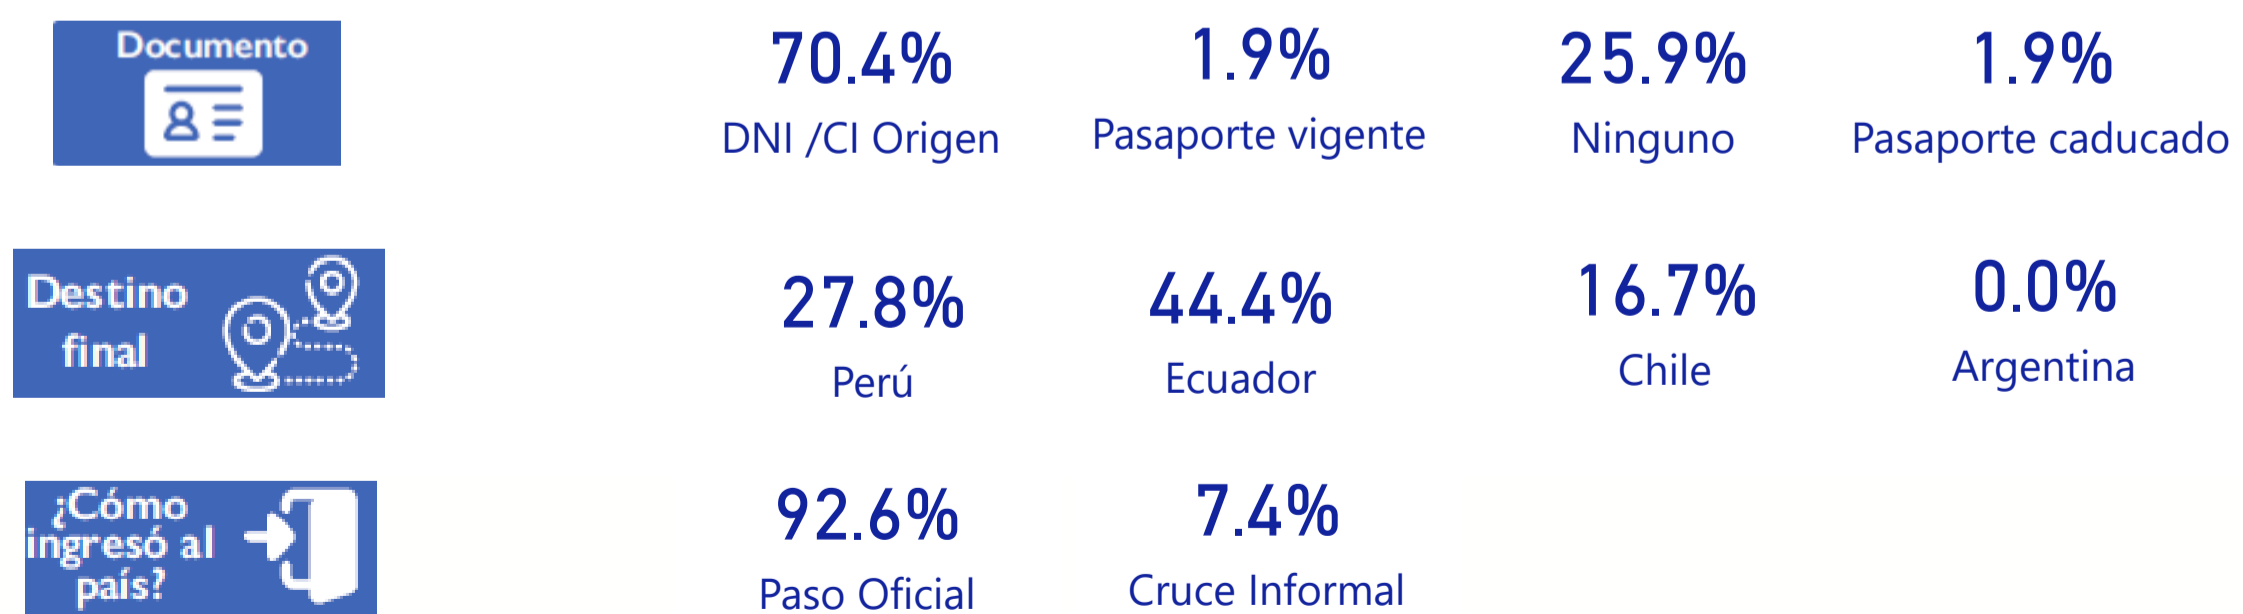 Documento
70.4% 1.9% 25.9% 1.9%
DNI /CI Origen Pasaporte vigente Ninguno Pasaporte caducado
Destino
final
27.8% 44.4% 16.7% 0.0%
Perú Ecuador Chile Argentina
¿Cómo
ingresó al
país?
92.6% 7.4%
Paso Oficial Cruce Informal